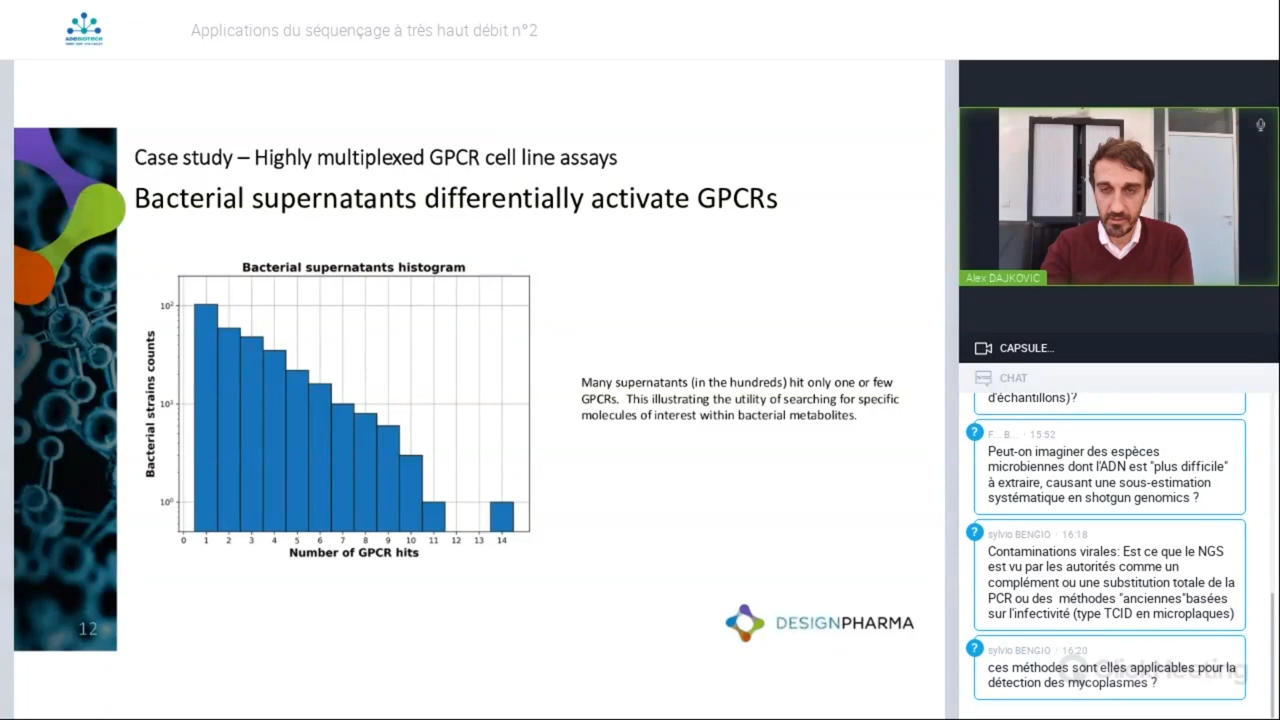 ADEBIOTECH
Applications du séquençage à très haut débit n°2
Case study – Highly multiplexed GPCR cell line assays
Bacterial supernatants differentially activate GPCRs
Bacterial supernatants histogram
Bacterial strains counts
10²
10¹
10⁰
0 1 2 3 4 5 6 7 8 9 10 11 12 13 14
Number of GPCR hits
Many supernatants (in the hundreds) hit only one or few
GPCRs. This illustrating the utility of searching for specific
molecules of interest within bacterial metabolites.
12
DESIGNPHARMA
Alex DAJKOVIC
CAPSULE...
CHAT
d'échantillons)?
? F... B... · 15:52
Peut-on imaginer des espèces
microbiennes dont l'ADN est "plus difficile"
à extraire, causant une sous-estimation
systématique en shotgun genomics ?
? sylvio BENGIO · 16:18
Contaminations virales: Est ce que le NGS
est vu par les autorités comme un
complément ou une substitution totale de la
PCR ou des méthodes "anciennes"basées
sur l'infectivité (type TCID en microplaques)
? sylvio BENGIO · 16:20
ces méthodes sont elles applicables pour la
détection des mycoplasmes ?
ClickMeeting